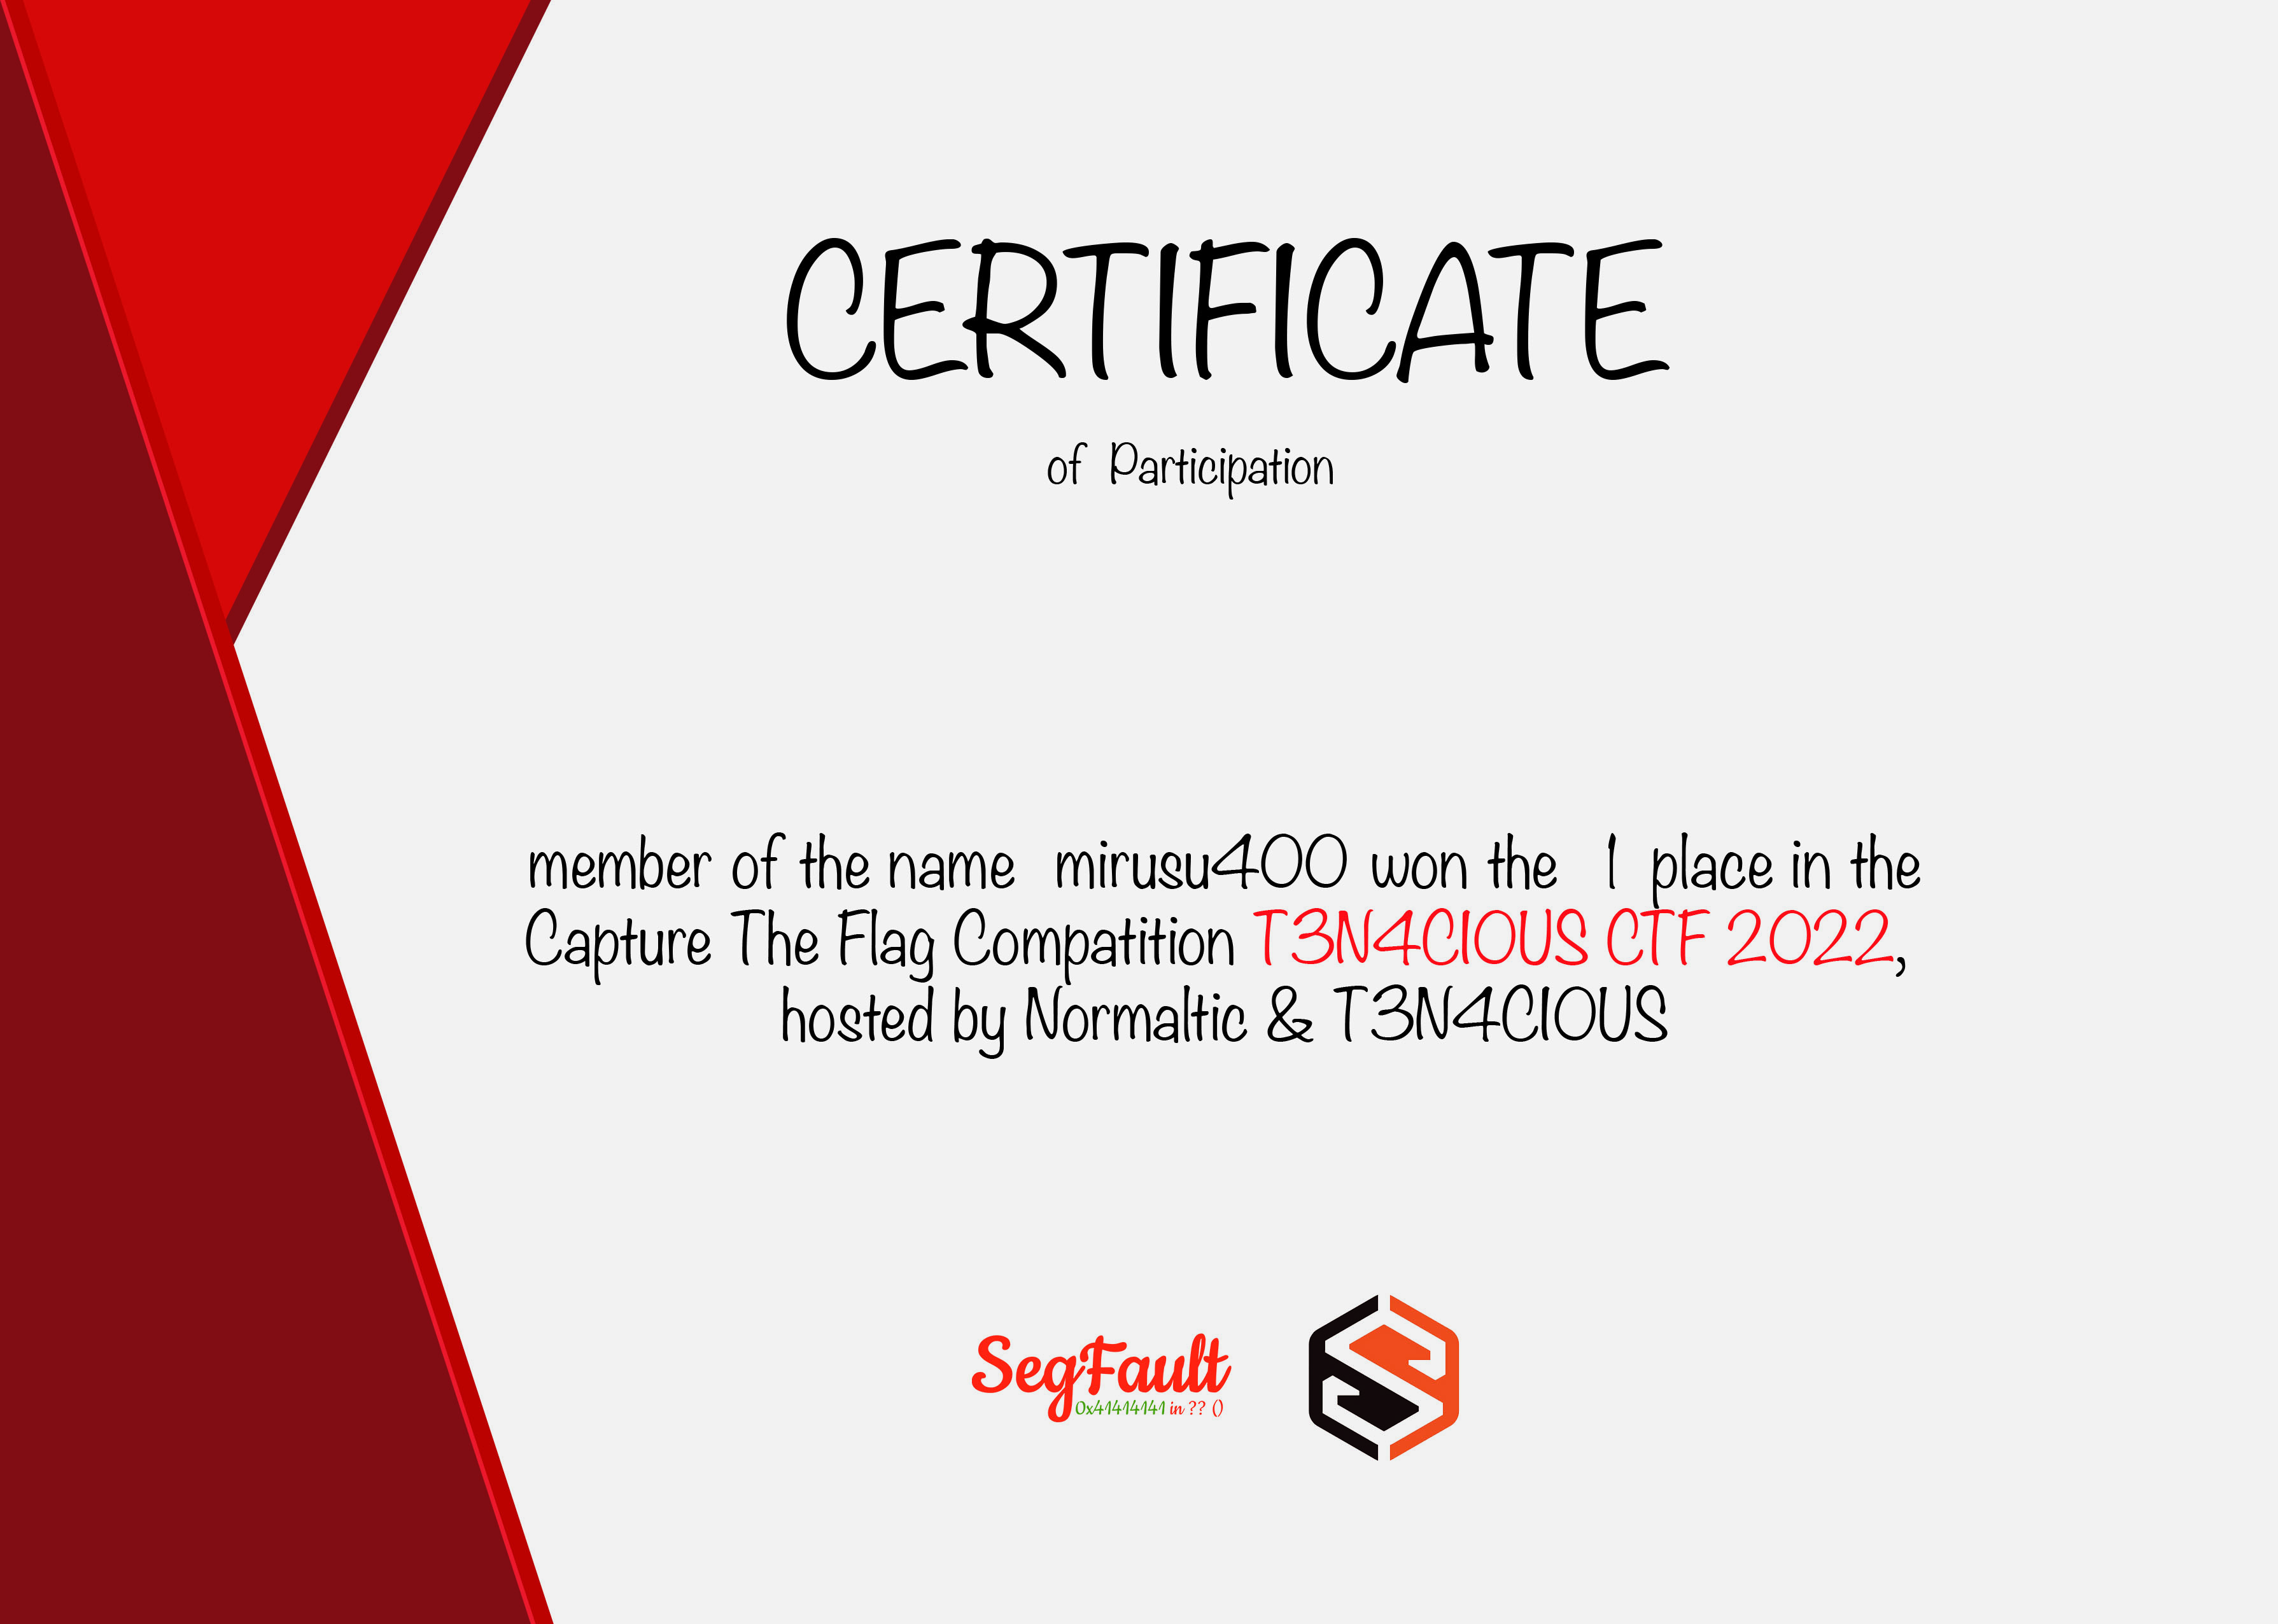 CERTIFICATE
of Participation
member of the name minusu400 won the 1 place in the
Capture The Flag Compatition T3N4CIOUS CTF 2022,
hosted by Normaltic & T3N4CIOUS
SegFault
0x41414141 in ?? ()